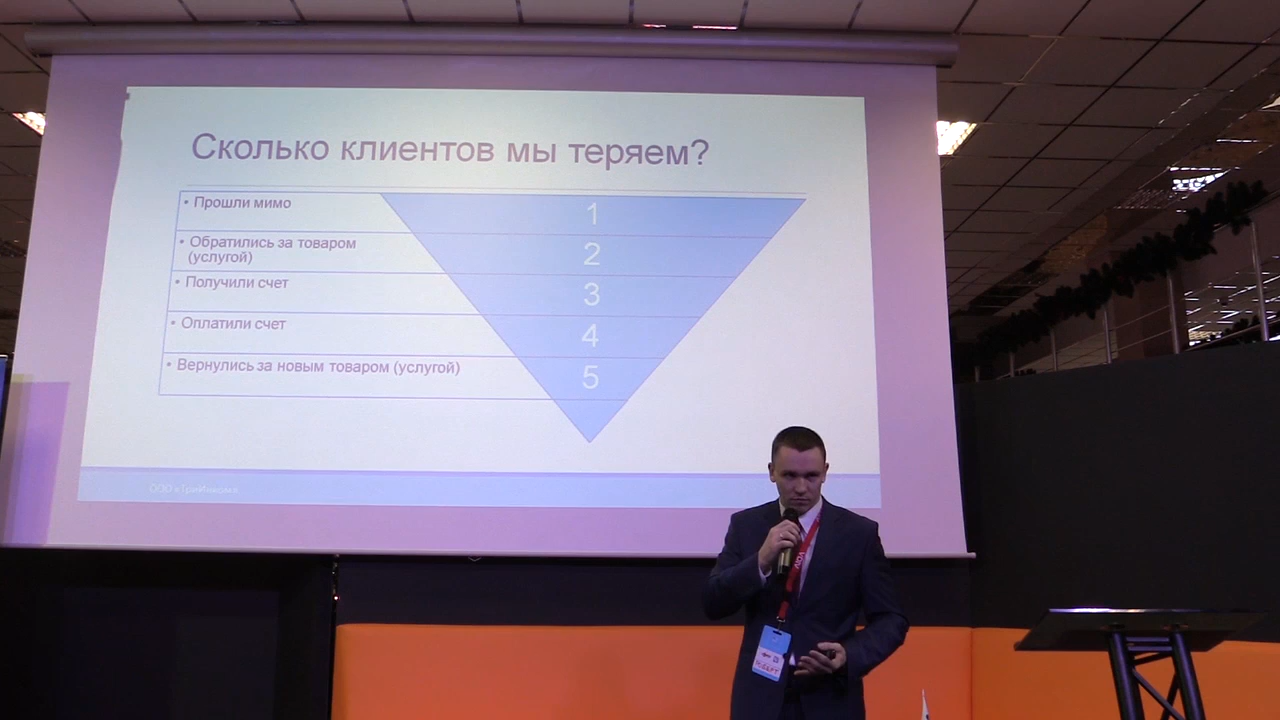 Сколько клиентов мы теряем?
• Прошли мимо
1
• Обратились за товаром
(услугой)
2
• Получили счет
3
• Оплатили счет
4
• Вернулись за новым товаром (услугой)
5
ООО